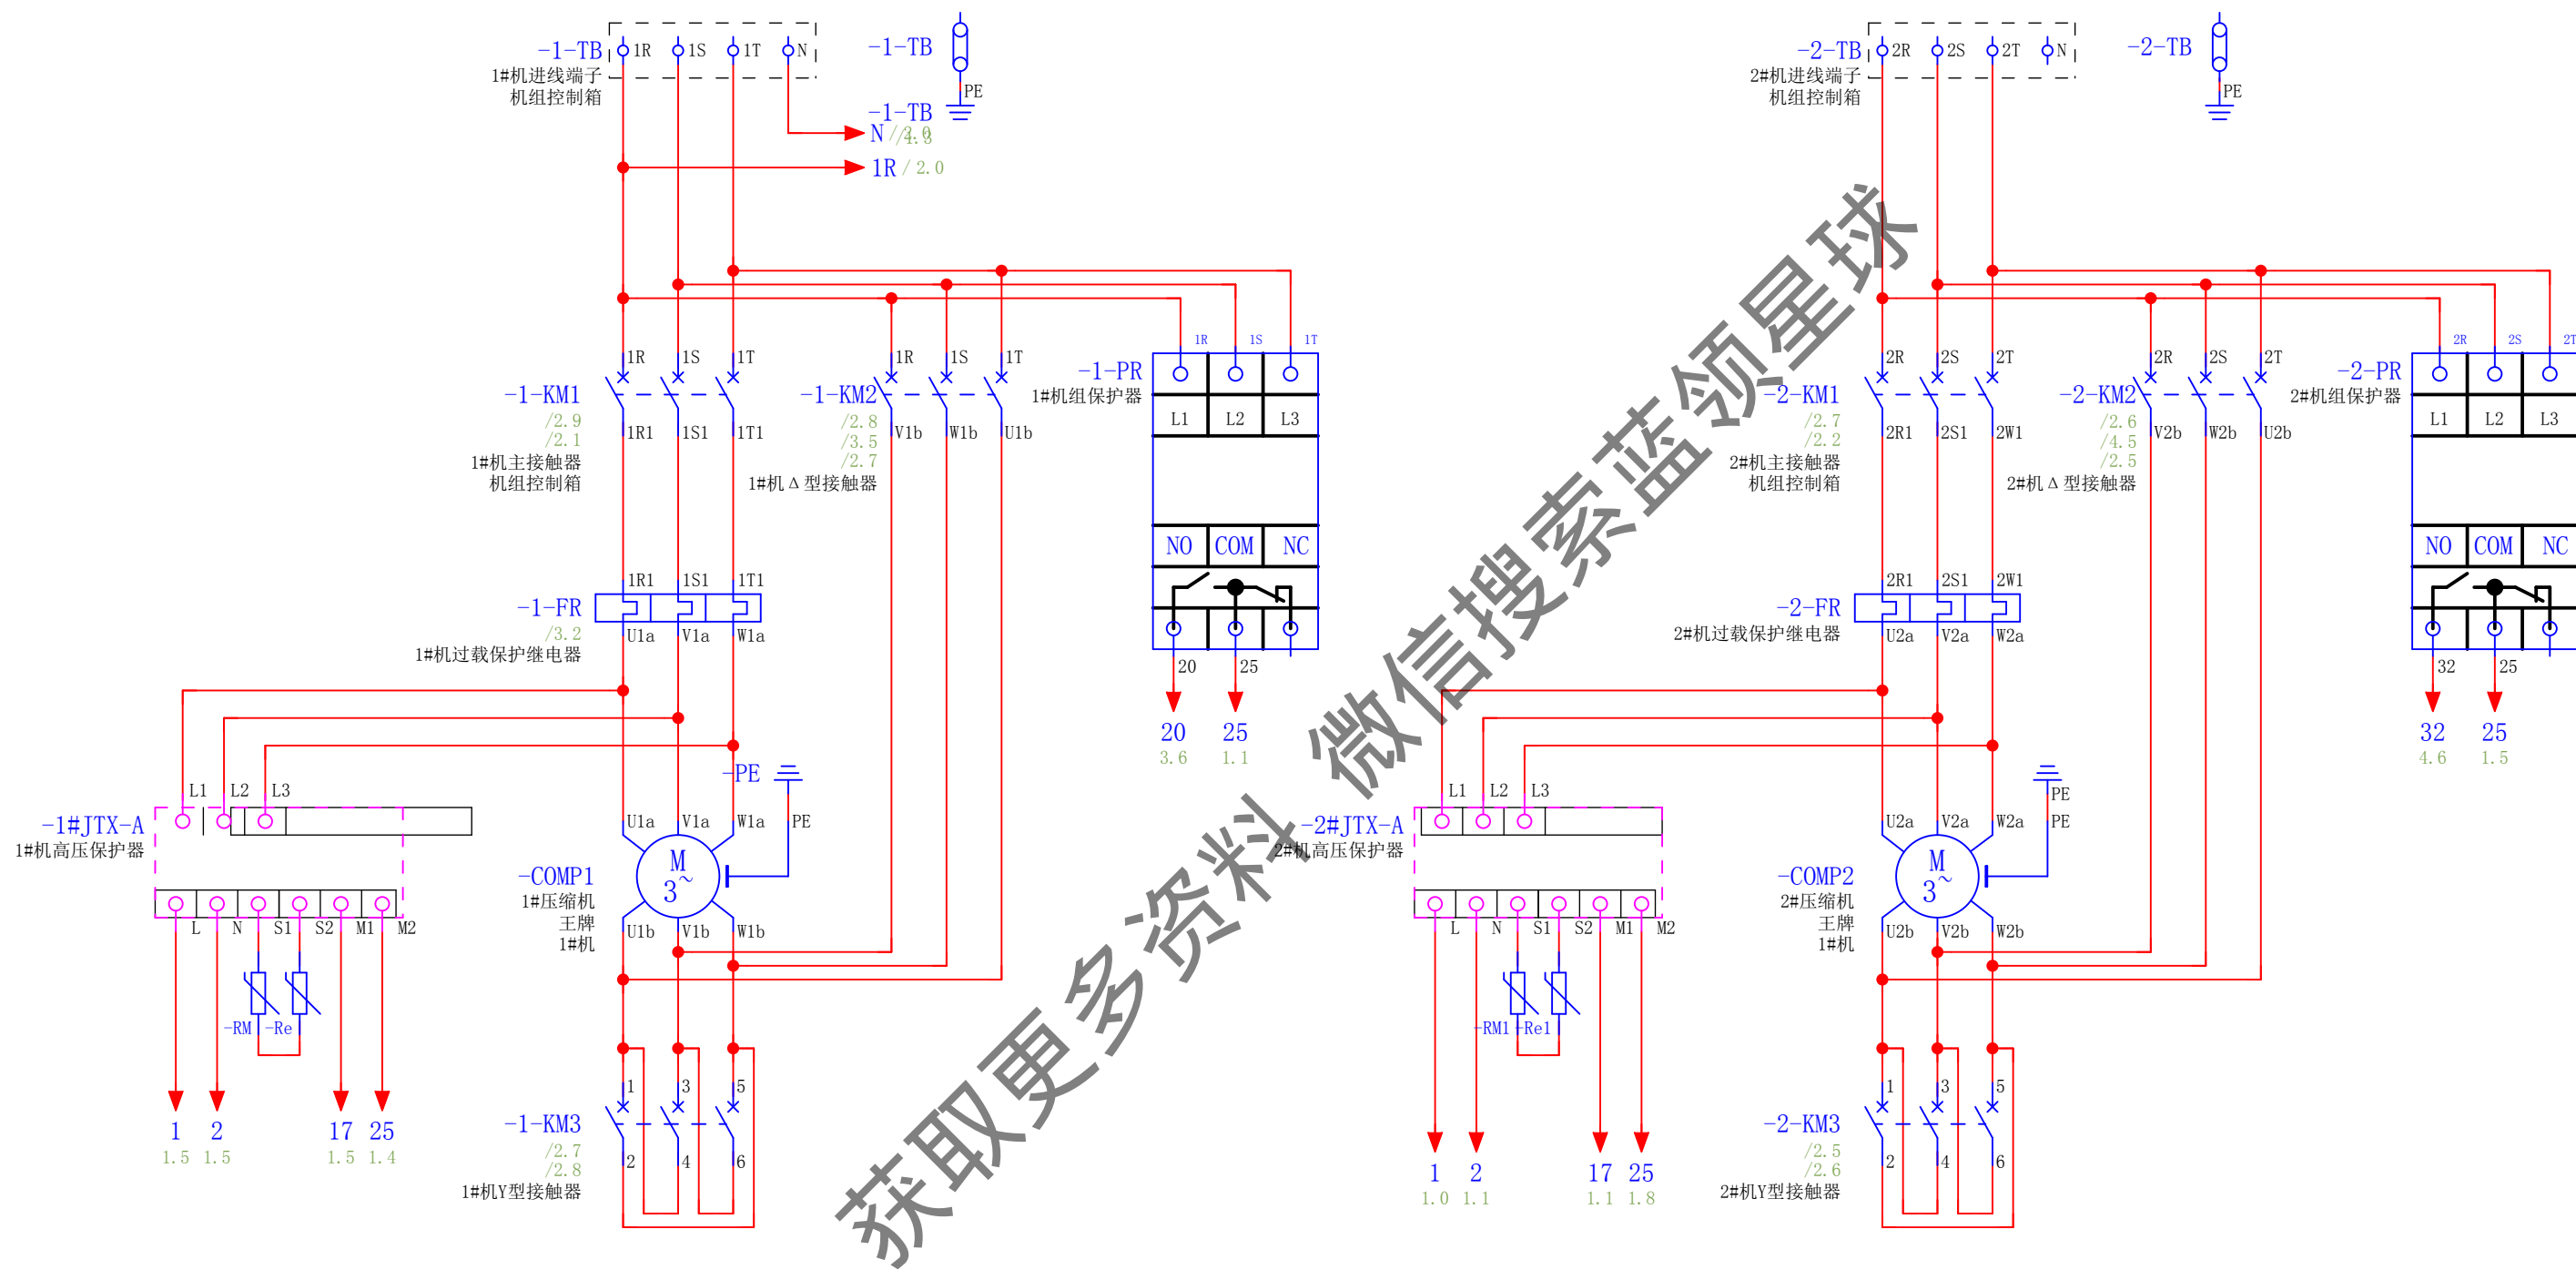 -1-TB
1#机进线端子
机组控制箱
1R
1S
1T
N
-1-TB
PE
-1-TB
N
1R / 2.0
1R
1S
1T
-1-KM1
/2.9
/2.1
1#机主接触器
机组控制箱
1R1
1S1
1T1
1R
1S
1T
-1-KM2
/2.8
/3.5
/2.7
1#机Δ型接触器
V1b
W1b
U1b
1R
1S
1T
-1-PR
1#机组保护器
L1
L2
L3
NO
COM
NC
20
25
20
25
3.6
1.1
1R1
1S1
1T1
-1-FR
/3.2
1#机过载保护继电器
U1a
V1a
W1a
-PE
L1
L2
L3
-1#JTX-A
1#机高压保护器
L
N
S1
S2
M1
M2
-RM
-Re
1
2
17
25
1.5
1.5
1.5
1.4
U1a
V1a
W1a
PE
M
3~
-COMP1
1#压缩机
王牌
1#机
U1b
V1b
W1b
1
3
5
-1-KM3
/2.7
/2.8
1#机Y型接触器
2
4
6
-2-TB
2#机进线端子
机组控制箱
2R
2S
2T
N
-2-TB
PE
2R
2S
2T
-2-KM1
/2.7
/2.2
2#机主接触器
机组控制箱
2R1
2S1
2W1
2R
2S
2T
-2-KM2
/2.6
/4.5
/2.5
2#机Δ型接触器
V2b
W2b
U2b
2R
2S
2T
-2-PR
2#机组保护器
L1
L2
L3
NO
COM
NC
32
25
32
25
4.6
1.5
2R1
2S1
2W1
-2-FR
2#机过载保护继电器
U2a
V2a
W2a
L1
L2
L3
-2#JTX-A
2#机高压保护器
L
N
S1
S2
M1
M2
-RM1
-Re1
1
2
17
25
1.0
1.1
1.1
1.8
PE
U2a
V2a
W2a
PE
M
3~
-COMP2
2#压缩机
王牌
1#机
U2b
V2b
W2b
1
3
5
-2-KM3
/2.5
/2.6
2#机Y型接触器
2
4
6
获取更多资料 微信搜索蓝领星球